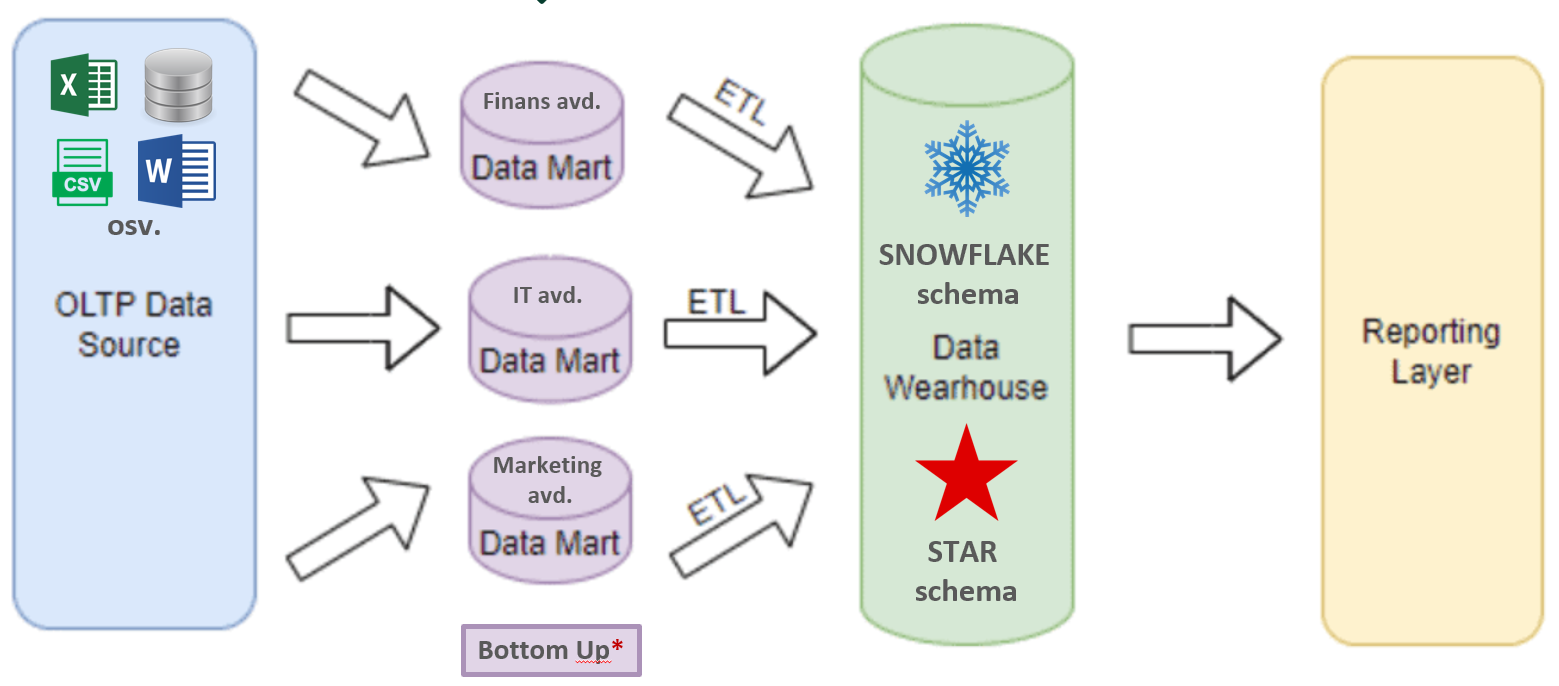 X
CSV
W
osv.
OLTP Data
Source
Finans avd.
Data Mart
IT avd.
Data Mart
Marketing
avd.
Data Mart
Bottom Up*
ETL
ETL
ETL
SNOWFLAKE
schema
Data
Wearhouse
STAR
schema
Reporting
Layer